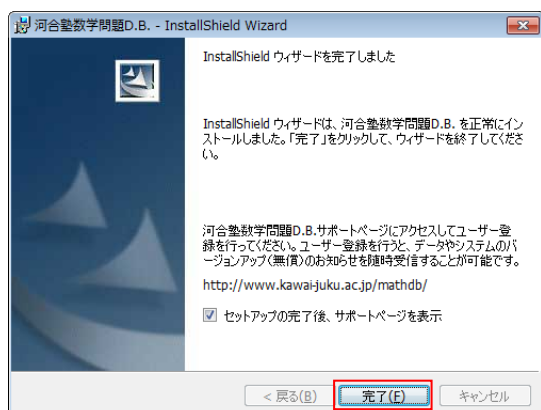 河合塾数学問題D.B. - InstallShield Wizard
InstallShield ウィザードを完了しました
InstallShield ウィザードは、河合塾数学問題D.B. を正常にイン
ストールしました。「完了」をクリックして、ウィザードを終了してくださ
い。
河合塾数学問題D.B.サポートページにアクセスしてユーザー登
録を行ってください。ユーザー登録を行うと、データやシステムのバ
ージョンアップ(無償)のお知らせを随時受信することが可能です。
http://www.kawai-juku.ac.jp/mathdb/
セットアップの完了後、サポートページを表示
< 戻る(B) 完了(F) キャンセル